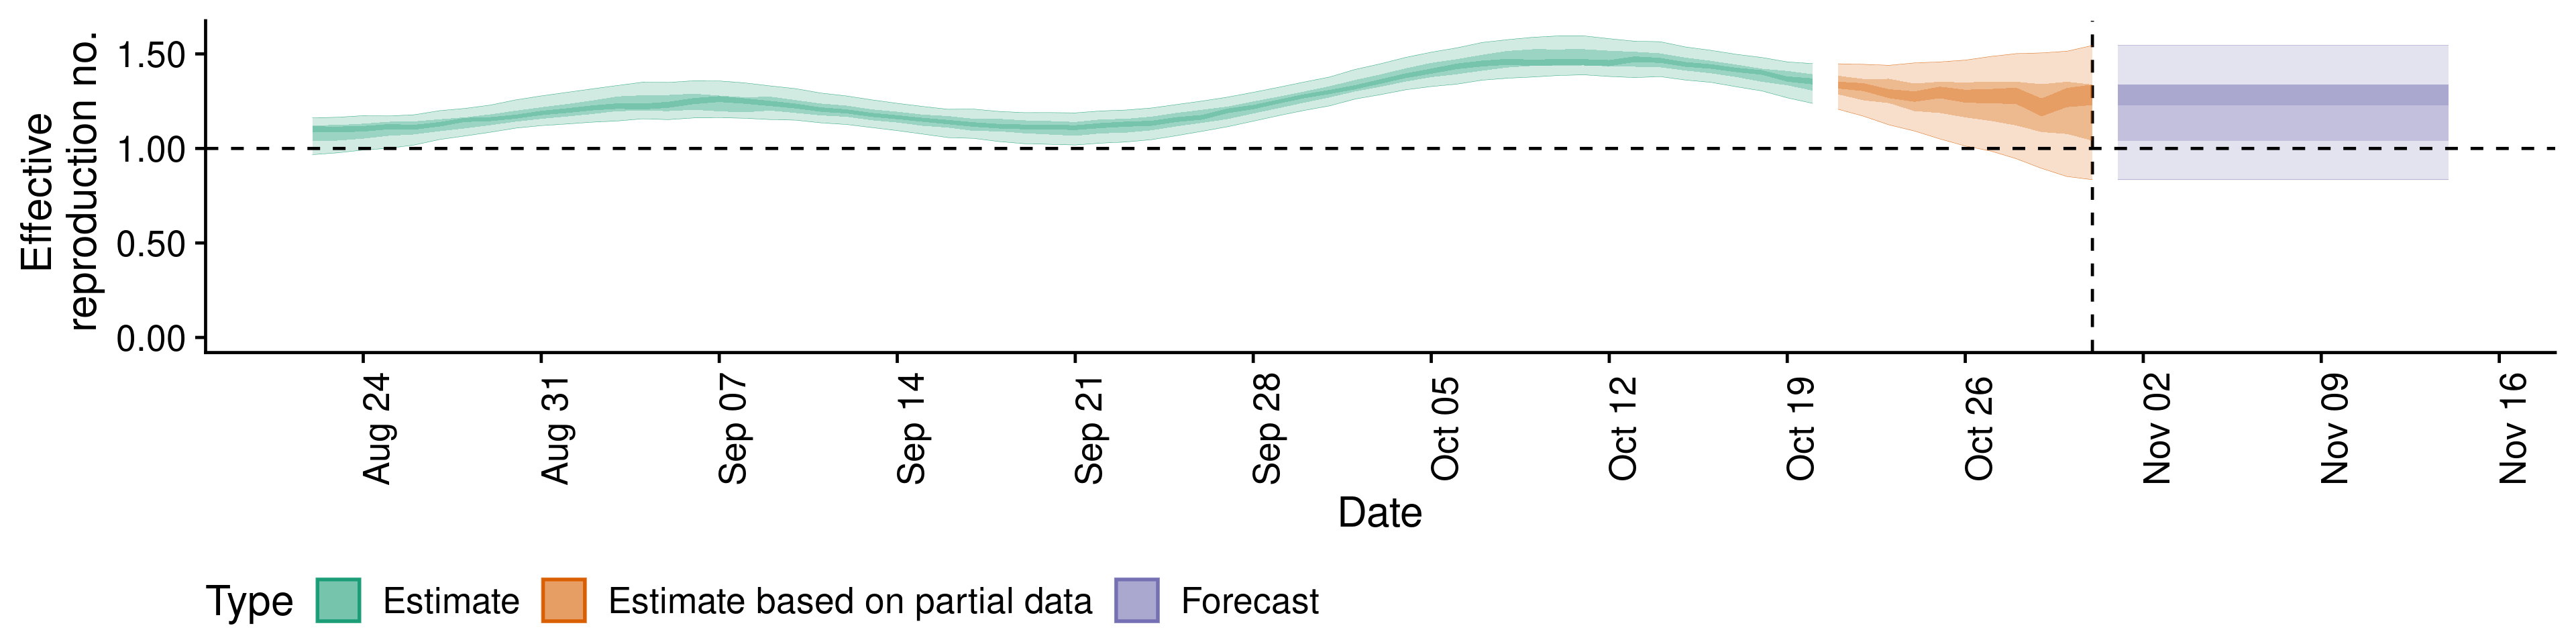 Effective
reproduction no.
1.50
1.00
0.50
0.00
Aug 24
Aug 31
Sep 07
Sep 14
Sep 21
Sep 28
Oct 05
Oct 12
Oct 19
Oct 26
Nov 02
Nov 09
Nov 16
Date
Type Estimate Estimate based on partial data Forecast